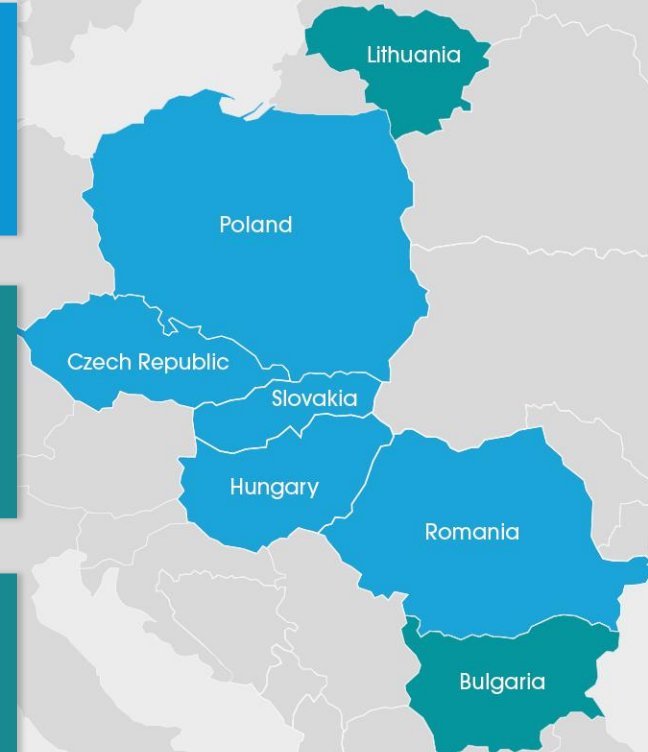 Lithuania
Poland
Czech Republic
Slovakia
Hungary
Romania
Bulgaria